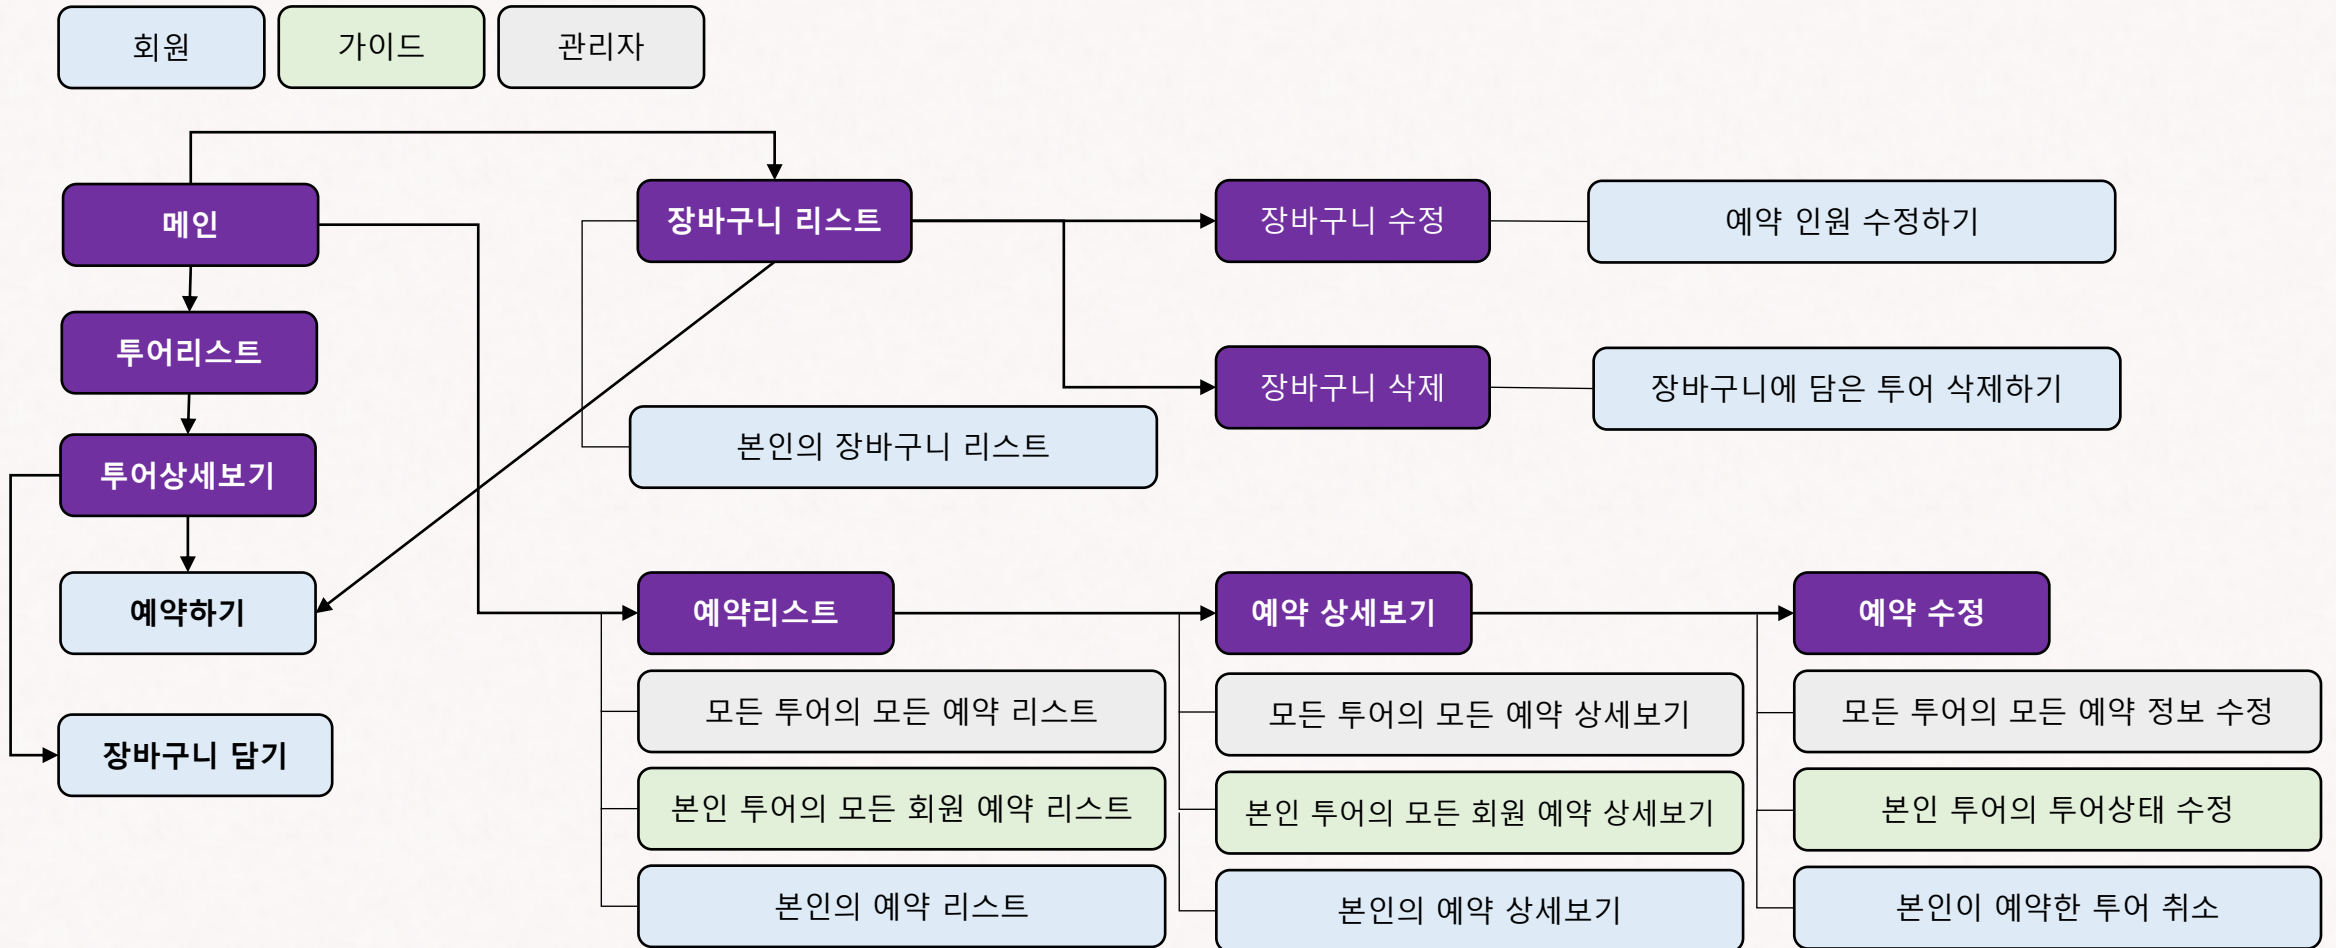 회원
가이드
관리자
메인
장바구니 리스트
장바구니 수정
예약 인원 수정하기
투어리스트
장바구니 삭제
장바구니에 담은 투어 삭제하기
본인의 장바구니 리스트
투어상세보기
예약하기
예약리스트
예약 상세보기
예약 수정
모든 투어의 모든 예약 리스트
모든 투어의 모든 예약 상세보기
모든 투어의 모든 예약 정보 수정
장바구니 담기
본인 투어의 모든 회원 예약 리스트
본인 투어의 모든 회원 예약 상세보기
본인 투어의 투어상태 수정
본인의 예약 리스트
본인의 예약 상세보기
본인이 예약한 투어 취소